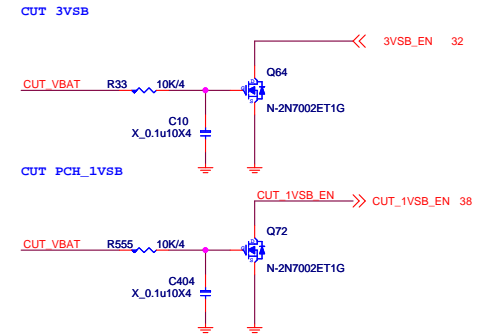 CUT 3VSB
3VSB_EN 32
Q64
CUT_VBAT R33 10K/4
N-2N7002ET1G
C10
X_0.1u10X4
CUT PCH_1VSB
CUT_1VSB_EN CUT_1VSB_EN 38
Q72
CUT_VBAT R555 10K/4
N-2N7002ET1G
C404
X_0.1u10X4